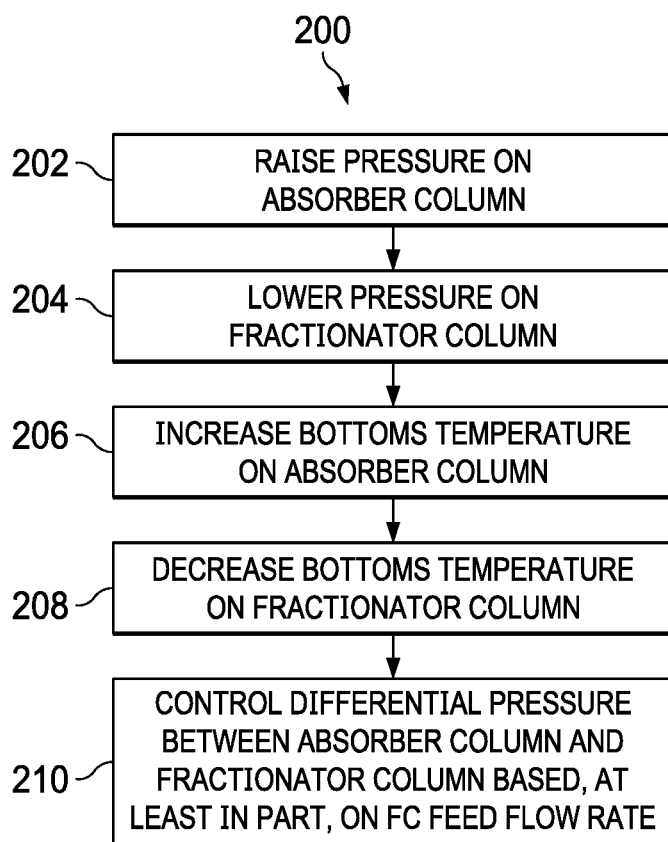 200
202
RAISE PRESSURE ON
ABSORBER COLUMN
204
LOWER PRESSURE ON
FRACTIONATOR COLUMN
206
INCREASE BOTTOMS TEMPERATURE
ON ABSORBER COLUMN
208
DECREASE BOTTOMS TEMPERATURE
ON FRACTIONATOR COLUMN
210
CONTROL DIFFERENTIAL PRESSURE
BETWEEN ABSORBER COLUMN AND
FRACTIONATOR COLUMN BASED, AT
LEAST IN PART, ON FC FEED FLOW RATE